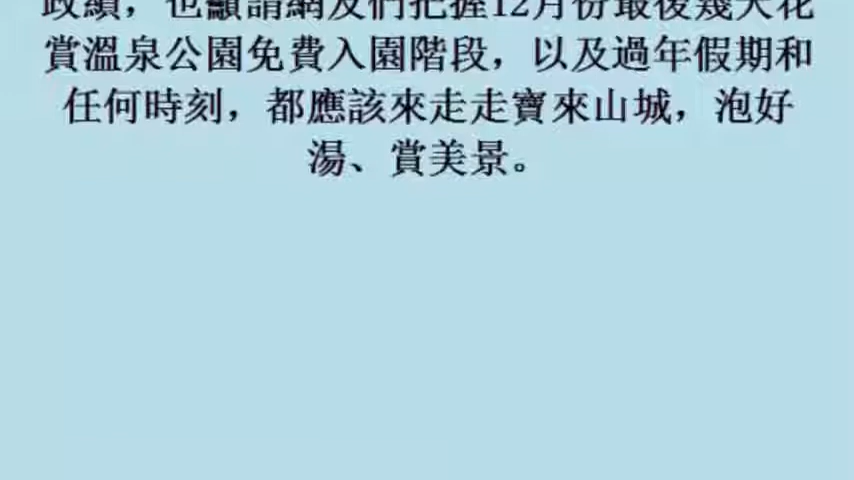 政績，也籲請網友們把握12月份最後幾天花
賞溫泉公園免費入園階段，以及過年假期和
任何時刻，都應該來走走寶來山城，泡好
湯、賞美景。